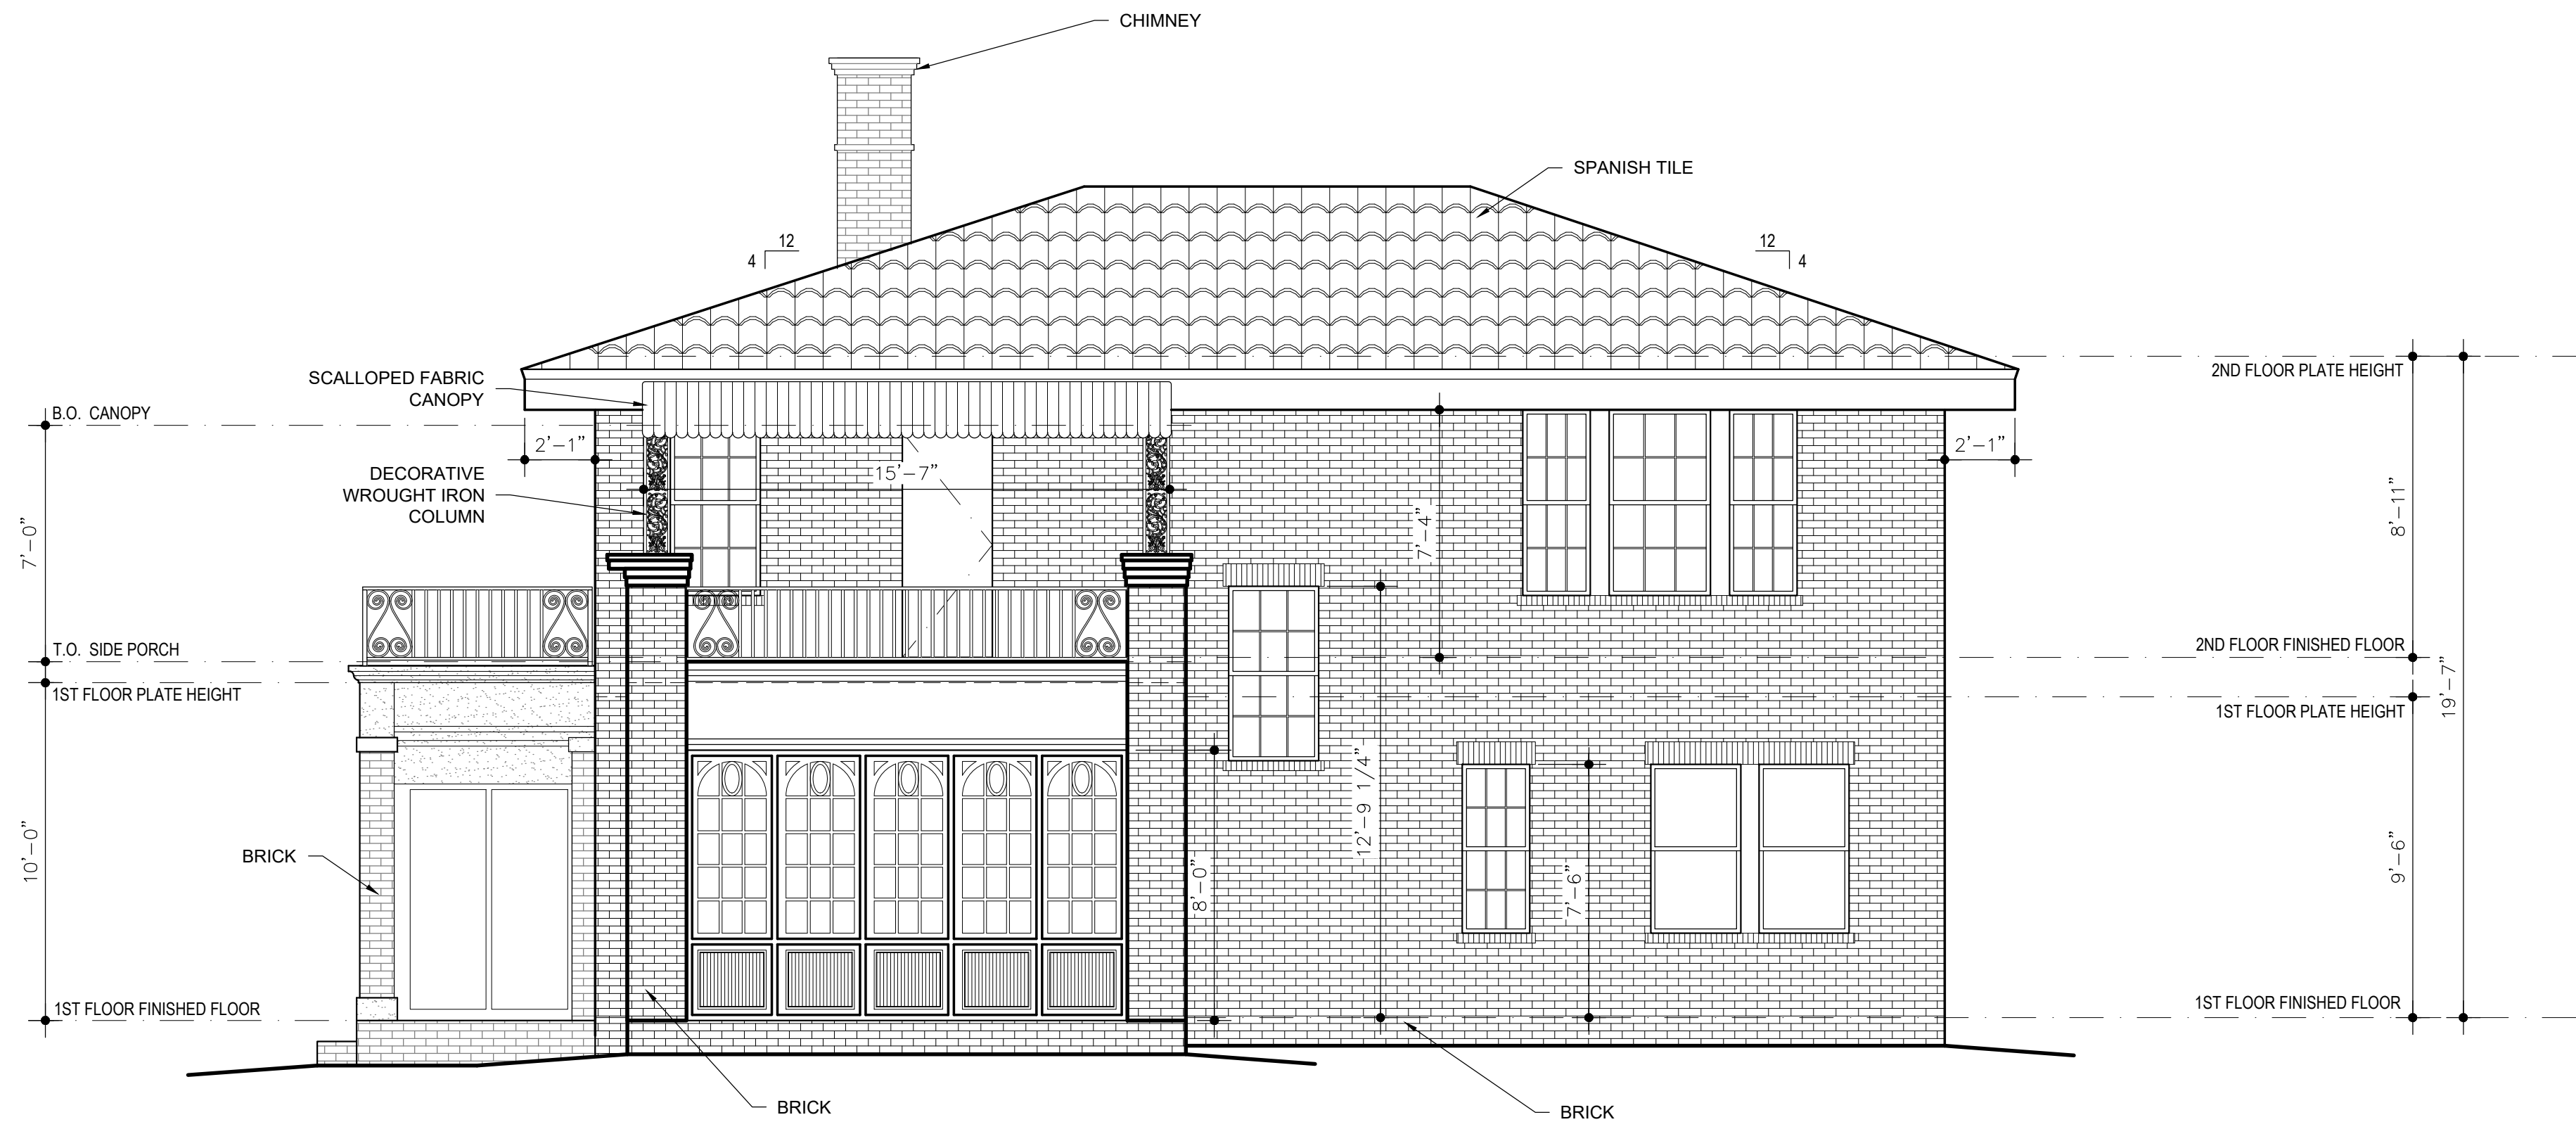 CHIMNEY
SPANISH TILE
12
4
12
4
SCALLOPED FABRIC
CANOPY
2ND FLOOR PLATE HEIGHT
B.O. CANOPY
2'-1"
15'-7"
2'-1"
DECORATIVE
WROUGHT IRON
COLUMN
7'-0"
7'-4"
8'-11"
T.O. SIDE PORCH
2ND FLOOR FINISHED FLOOR
1ST FLOOR PLATE HEIGHT
1ST FLOOR PLATE HEIGHT
19'-7"
12'-9 1/4"
10'-0"
BRICK
8'-0"
7'-6"
9'-6"
1ST FLOOR FINISHED FLOOR
1ST FLOOR FINISHED FLOOR
BRICK
BRICK